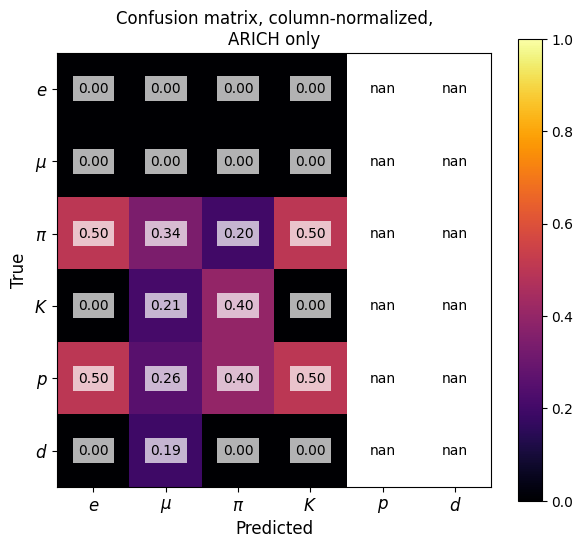 Confusion matrix, column-normalized,
ARICH only
1.0
e 0.00 0.00 0.00 0.00 nan nan
μ 0.00 0.00 0.00 0.00 nan nan
0.8
π 0.50 0.34 0.20 0.50 nan nan
0.6
True
K 0.00 0.21 0.40 0.00 nan nan
0.4
p 0.50 0.26 0.40 0.50 nan nan
0.2
d 0.00 0.19 0.00 0.00 nan nan
0.0
e μ π K p d
Predicted